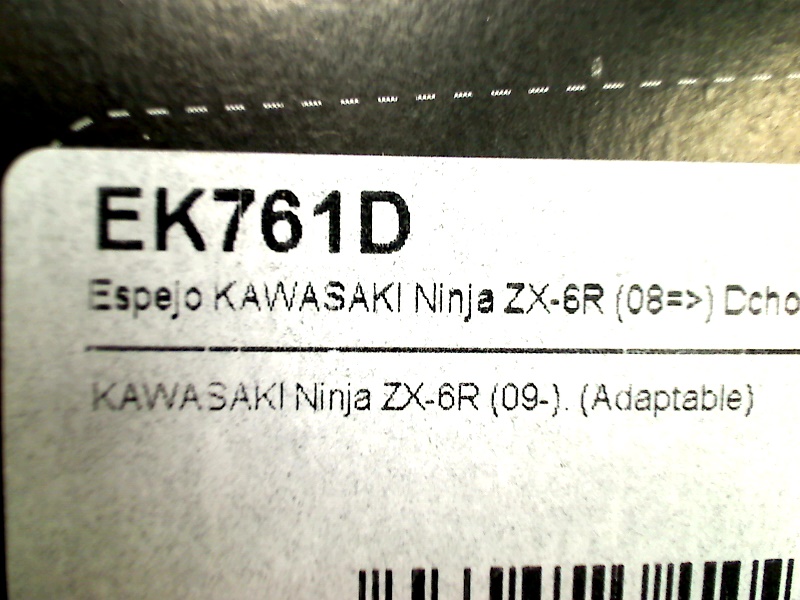 EK761D
Espejo KAWASAKI Ninja ZX-6R (08=>) Dcho
KAWASAKI Ninja ZX-6R (09-). (Adaptable)